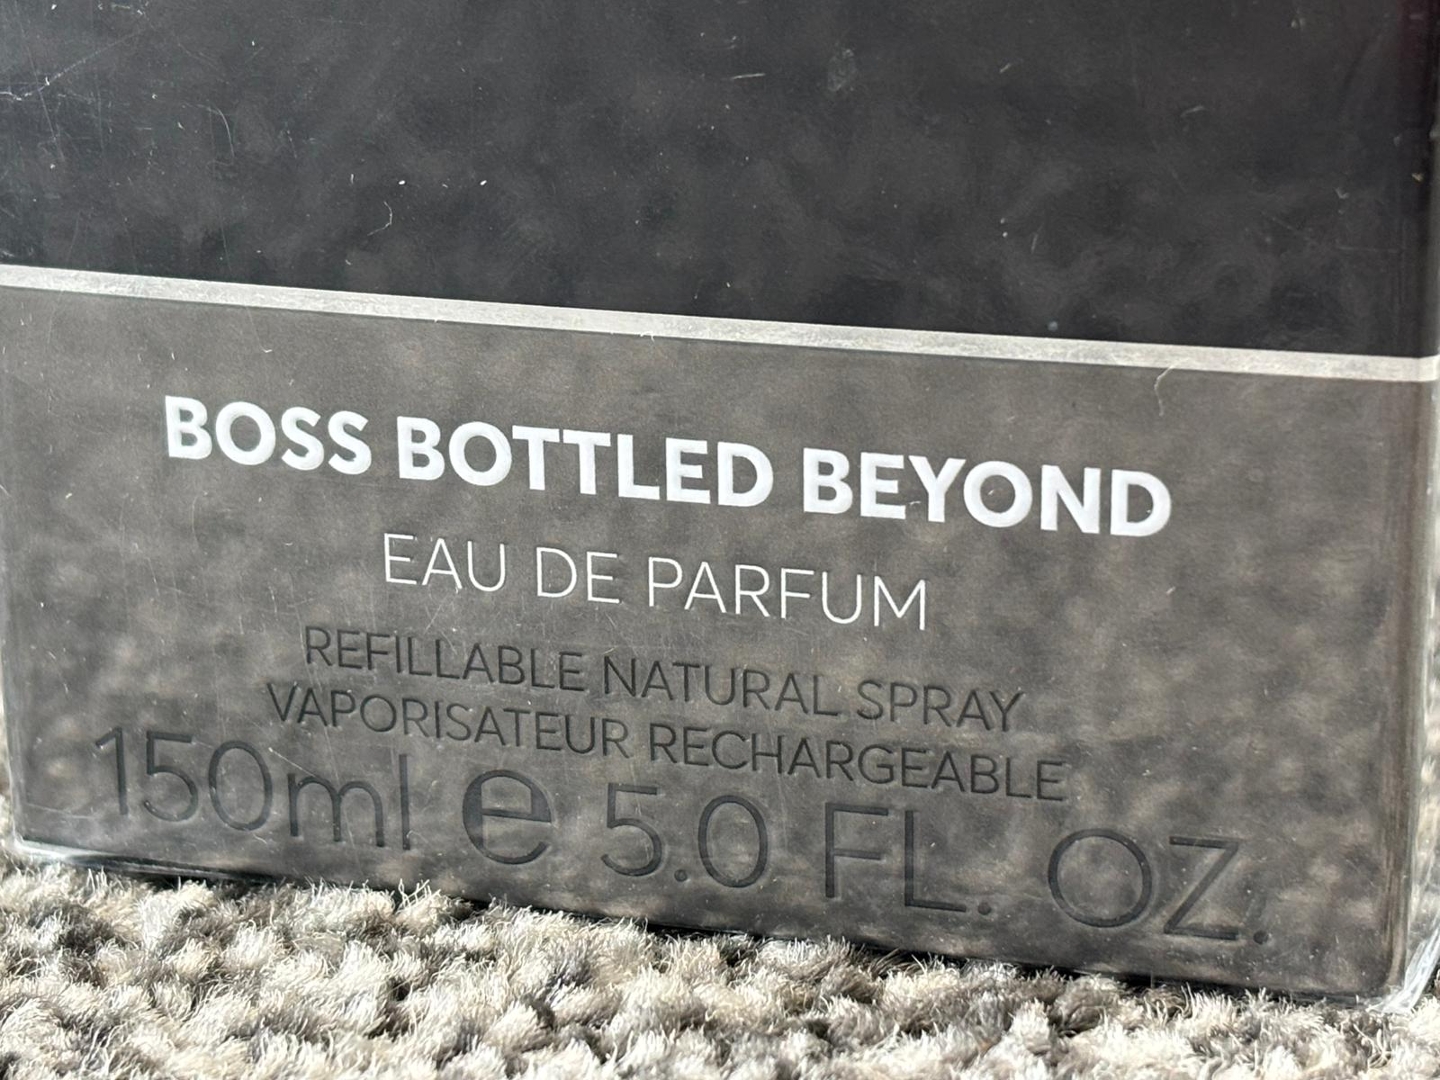 BOSS BOTTLED BEYOND
EAU DE PARFUM
REFILLABLE NATURAL SPRAY
VAPORISATEUR RECHARGEABLE
150ml e 5.0 FL. OZ.